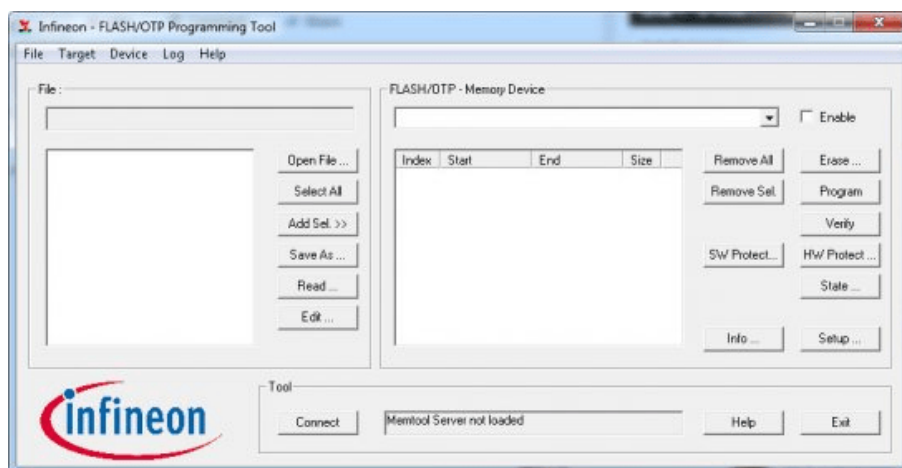 Infineon - FLASH/OTP Programming Tool
File Target Device Log Help
File :
Open File ...
Select All
Add Sel. >>
Save As ...
Read ...
Edit ...
FLASH/OTP - Memory Device
Enable
Index Start End Size
Remove All
Erase ...
Remove Sel.
Program
Verify
SW Protect...
HW Protect ...
State ...
Info ...
Setup ...
infineon
Tool
Connect
Memtool Server not loaded
Help
Exit